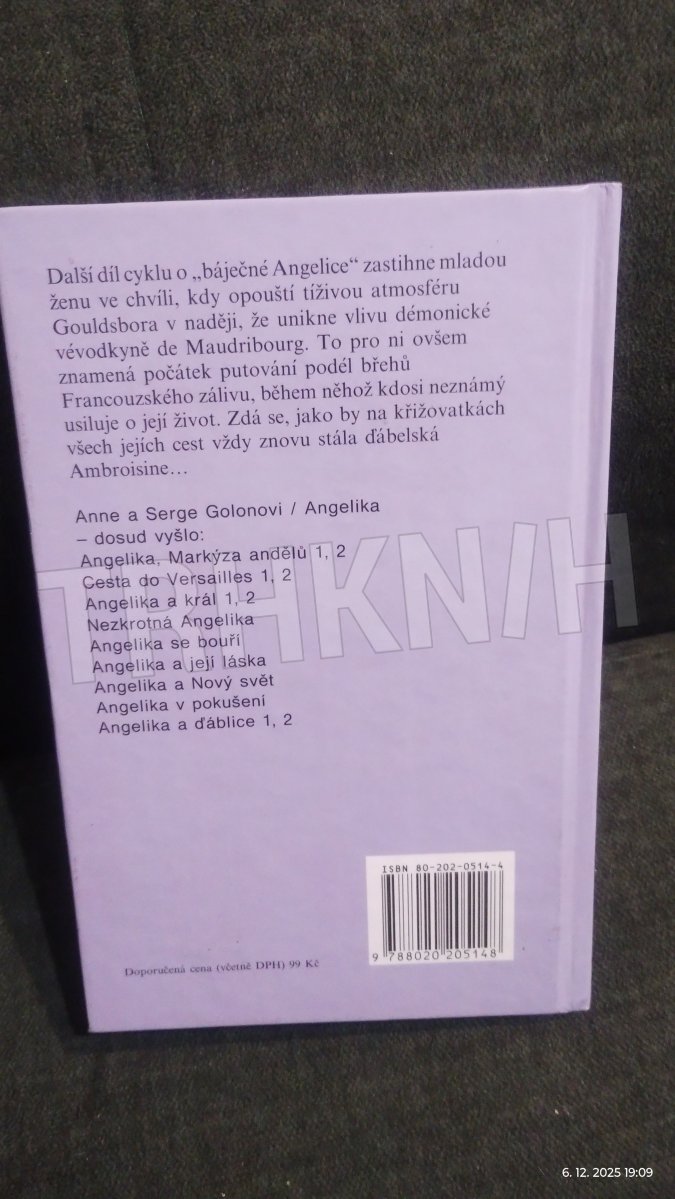 Další díl cyklu o „báječné Angelice“ zastihne mladou
ženu ve chvíli, kdy opouští tíživou atmosféru
Gouldsbora v naději, že unikne vlivu démonické
vévodkyně de Maudribourg. To pro ni ovšem
znamená počátek putování podél břehů
Francouzského zálivu, během něhož kdosi neznámý
usiluje o její život. Zdá se, jako by na křižovatkách
všech jejích cest vždy znovu stála ďábelská
Ambroisine...
Anne a Serge Golonovi / Angelika
– dosud vyšlo:
Angelika, Markýza andělů 1, 2
Cesta do Versailles 1, 2
Angelika a král 1, 2
Nezkrotná Angelika
Angelika se bouří
Angelika a její láska
Angelika a Nový svět
Angelika v pokušení
Angelika a ďáblice 1, 2
TRHKNIH
ISBN 80-202-0514-4
9 788020 205148
Doporučená cena (včetně DPH) 99 Kč
6. 12. 2025 19:09